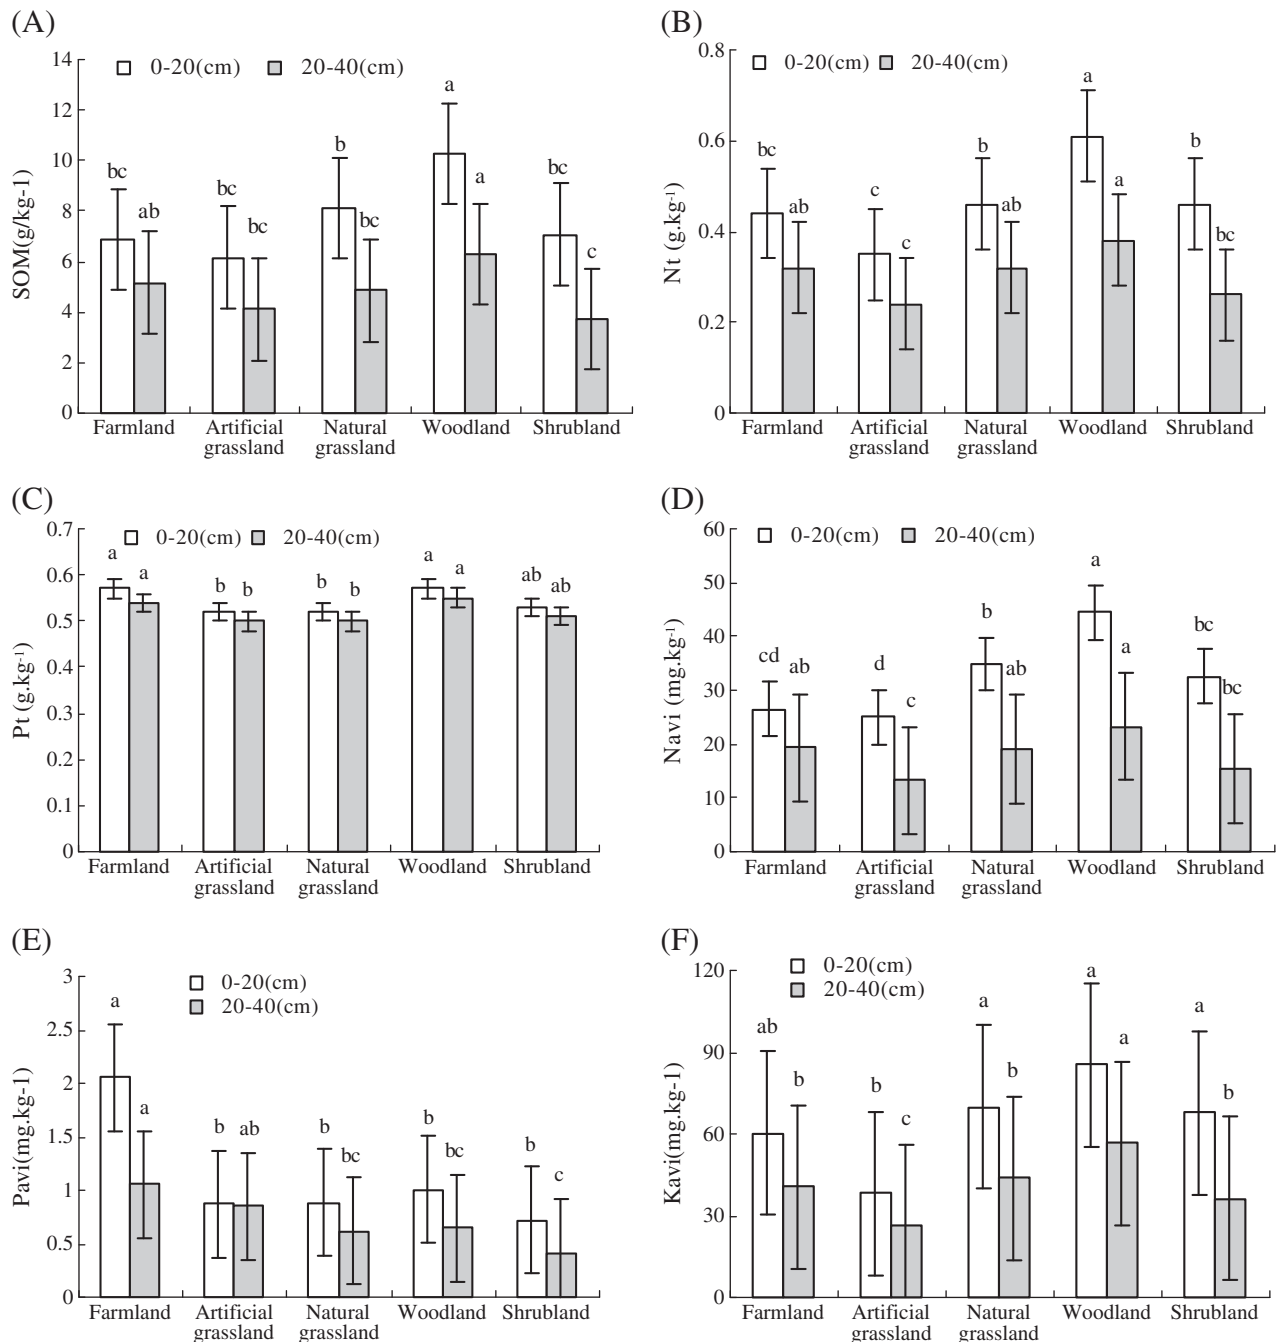 (A)
14
12
10
8
6
4
2
0
SOM(g/kg-1)
0-20(cm) 20-40(cm)
bc ab bc bc b bc a a bc c
Farmland Artificial grassland Natural grassland Woodland Shrubland
(B)
0.8
0.6
0.4
0.2
0
Nt (g.kg-1)
0-20(cm) 20-40(cm)
bc ab c c b ab a a b bc
Farmland Artificial grassland Natural grassland Woodland Shrubland
(C)
0.7
0.6
0.5
0.4
0.3
0.2
0.1
0
Pt (g.kg-1)
0-20(cm) 20-40(cm)
a a b b b b a a ab ab
Farmland Artificial grassland Natural grassland Woodland Shrubland
(D)
60
50
40
30
20
10
0
Navi (mg.kg-1)
0-20(cm) 20-40(cm)
cd ab d c b ab a a bc bc
Farmland Artificial grassland Natural grassland Woodland Shrubland
(E)
3
2.5
2
1.5
1
0.5
0
Pavi(mg.kg-1)
0-20(cm)
20-40(cm)
a a b ab b bc b bc b c
Farmland Artificial grassland Natural grassland Woodland Shrubland
(F)
120
90
60
30
0
Kavi(mg.kg-1)
0-20(cm)
20-40(cm)
ab b b c a b a a a b
Farmland Artificial grassland Natural grassland Woodland Shrubland